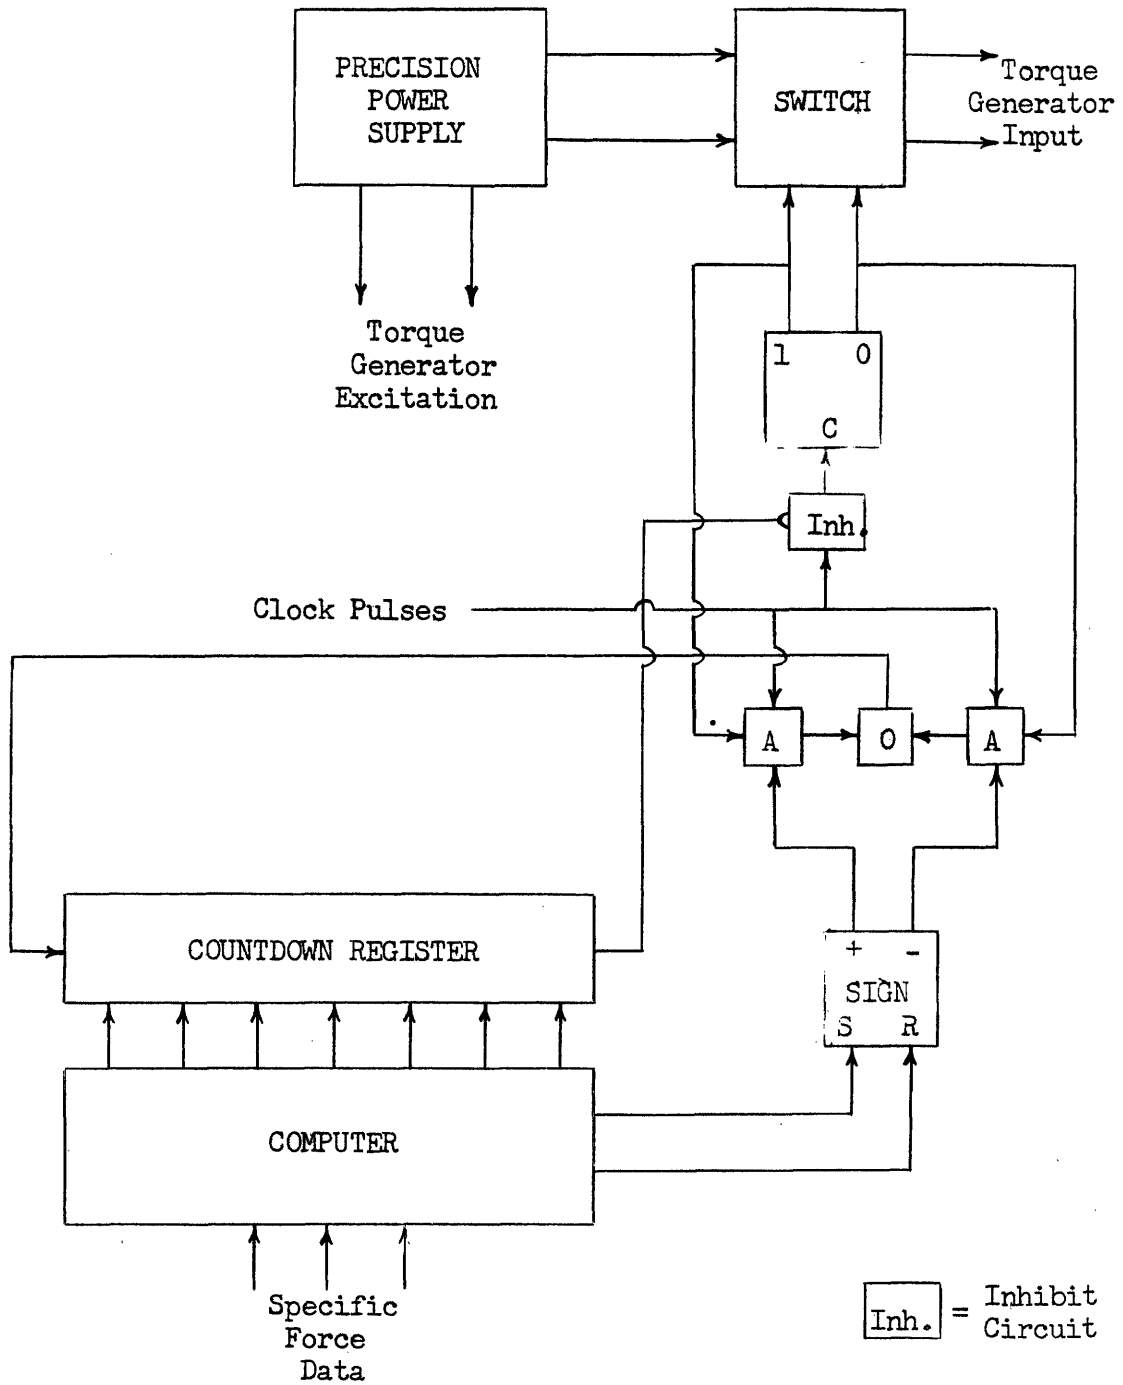 PRECISION
POWER
SUPPLY
SWITCH
Torque
Generator
Input
Torque
Generator
Excitation
1 0
C
Inh.
Clock Pulses
A
O
A
COUNTDOWN REGISTER
+ -
SIGN
S R
COMPUTER
Specific
Force
Data
Inh. = Inhibit
Circuit